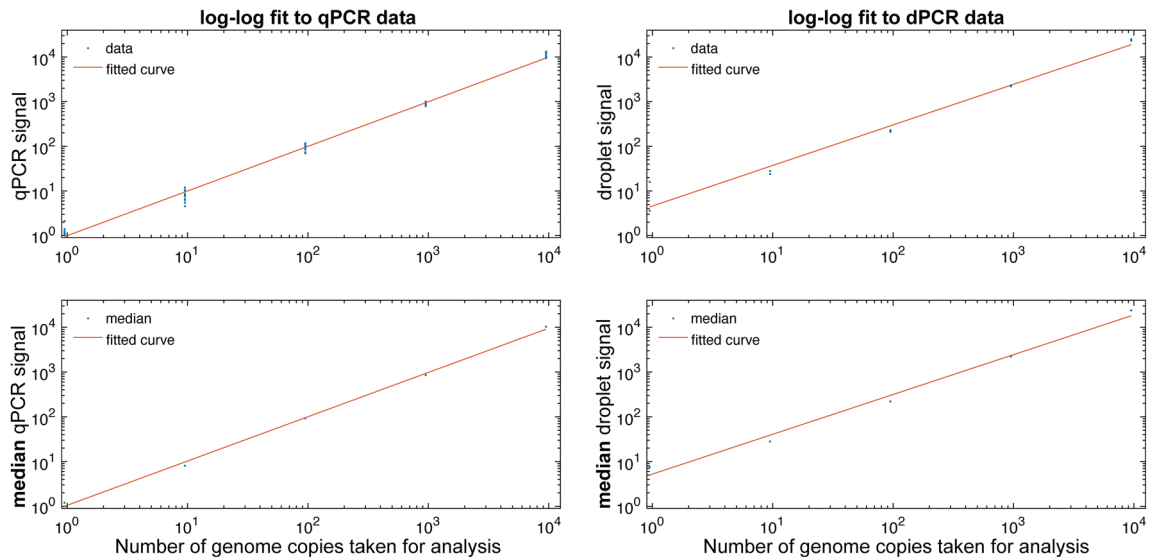 log-log fit to qPCR data
qPCR signal
10^4
10^3
10^2
10^1
10^0
data
fitted curve
10^0 10^1 10^2 10^3 10^4
log-log fit to dPCR data
droplet signal
10^4
10^3
10^2
10^1
10^0
data
fitted curve
10^0 10^1 10^2 10^3 10^4
median qPCR signal
10^4
10^3
10^2
10^1
10^0
median
fitted curve
10^0 10^1 10^2 10^3 10^4
Number of genome copies taken for analysis
median droplet signal
10^4
10^3
10^2
10^1
10^0
median
fitted curve
10^0 10^1 10^2 10^3 10^4
Number of genome copies taken for analysis